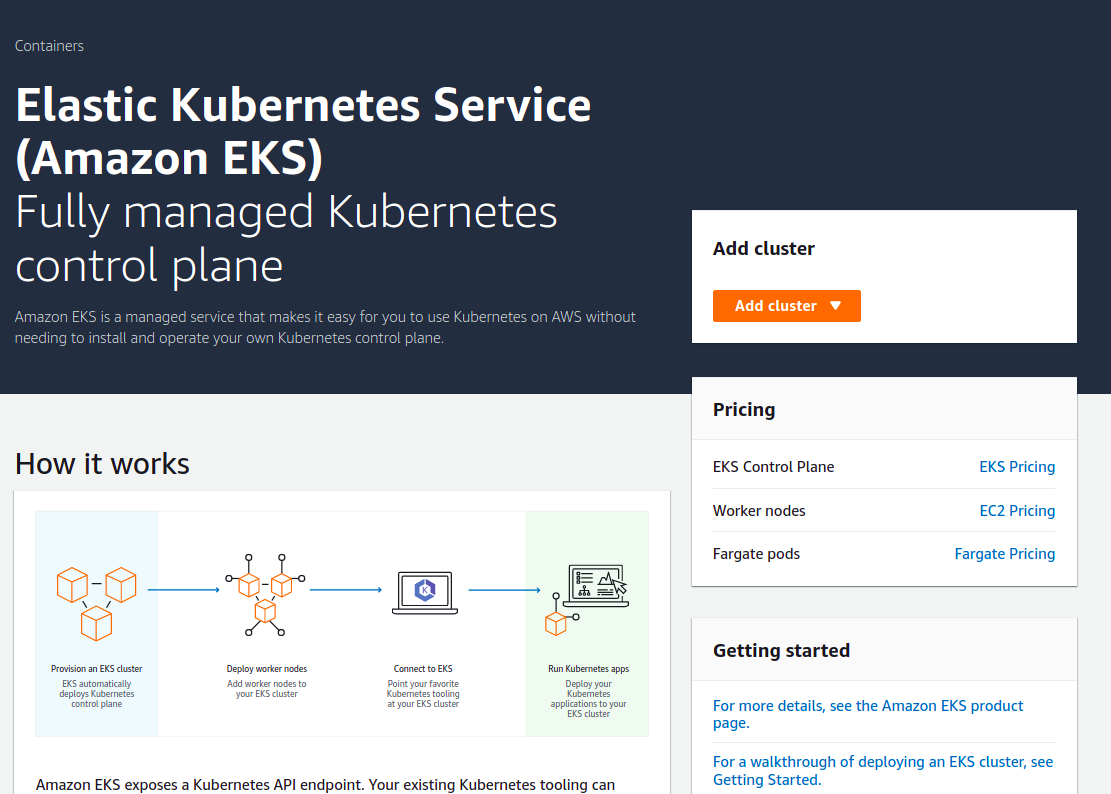 Containers
Elastic Kubernetes Service
(Amazon EKS)
Fully managed Kubernetes
control plane
Amazon EKS is a managed service that makes it easy for you to use Kubernetes on AWS without
needing to install and operate your own Kubernetes control plane.
Add cluster
Add cluster
Pricing
EKS Control Plane EKS Pricing
Worker nodes EC2 Pricing
Fargate pods Fargate Pricing
How it works
K
Provision an EKS cluster
EKS automatically
deploys Kubernetes
control plane
Deploy worker nodes
Add worker nodes to
your EKS cluster
Connect to EKS
Point your favorite
Kubernetes tooling
at your EKS cluster
Run Kubernetes apps
Deploy your
Kubernetes
applications to your
EKS cluster
Amazon EKS exposes a Kubernetes API endpoint. Your existing Kubernetes tooling can
Getting started
For more details, see the Amazon EKS product
page.
For a walkthrough of deploying an EKS cluster, see
Getting Started.